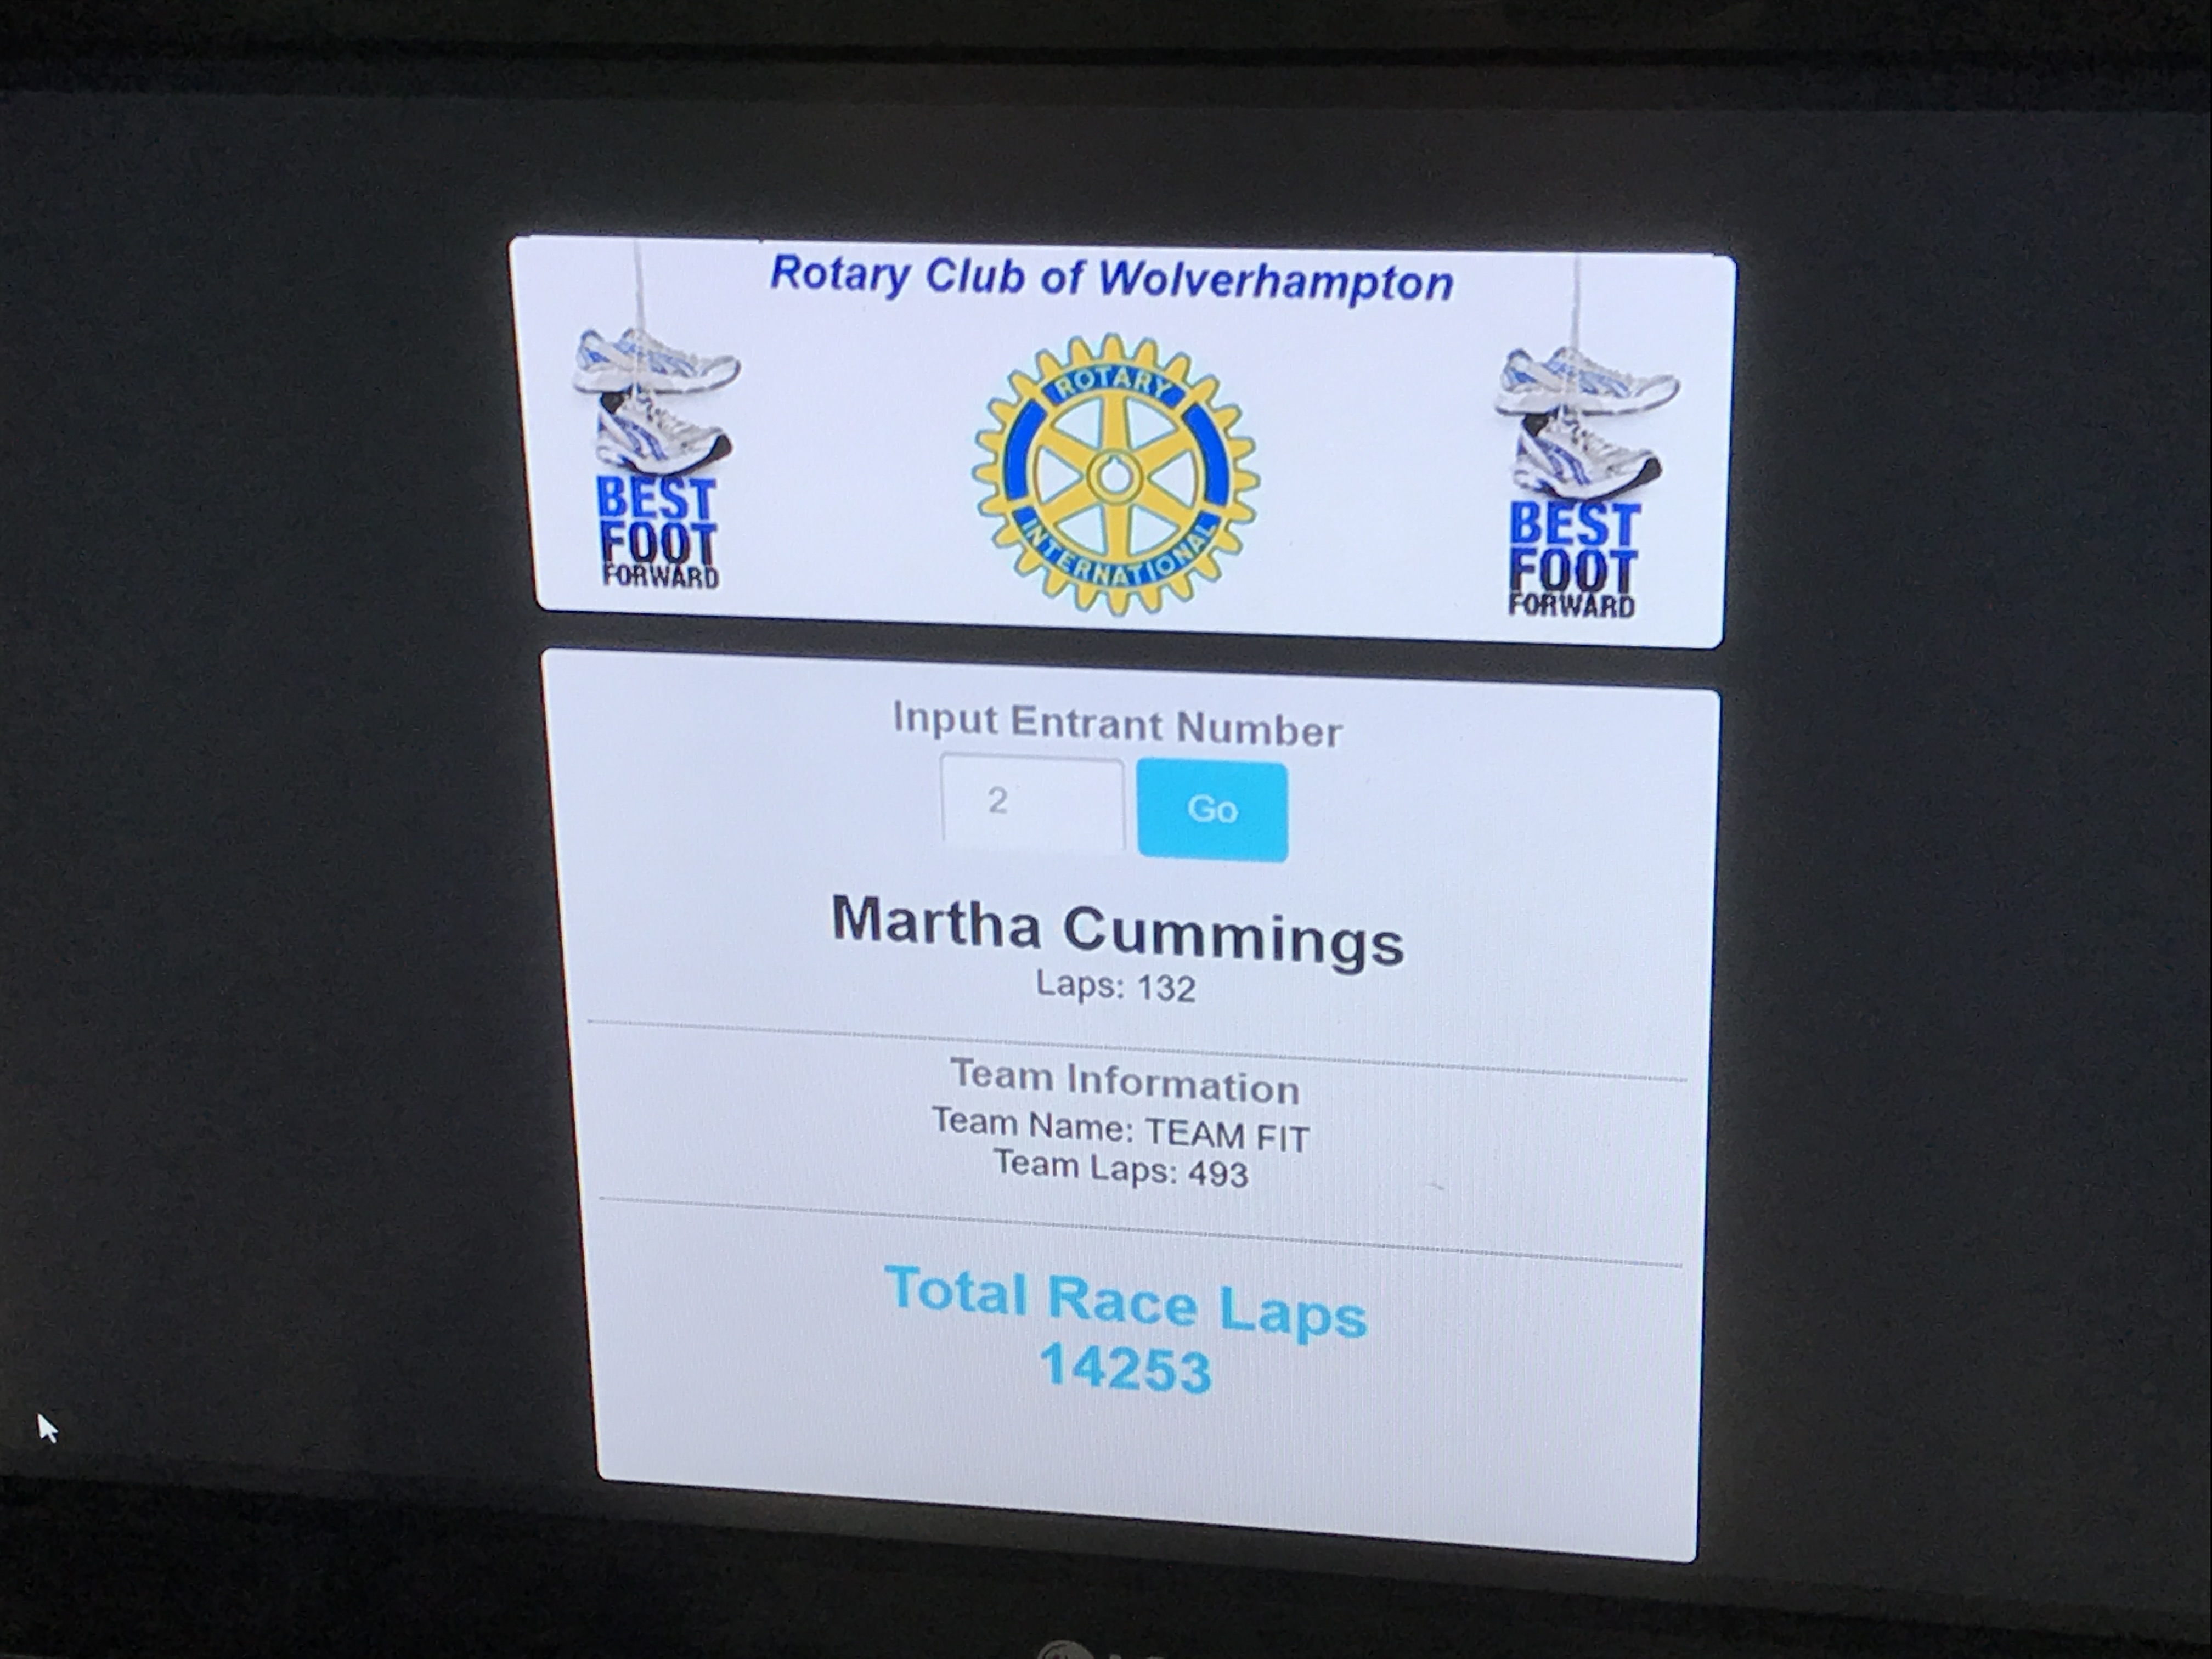 Rotary Club of Wolverhampton
ROTARY
INTERNATIONAL
BEST
FOOT
FORWARD
BEST
FOOT
FORWARD
Input Entrant Number
2
Go
Martha Cummings
Laps: 132
Team Information
Team Name: TEAM FIT
Team Laps: 493
Total Race Laps
14253